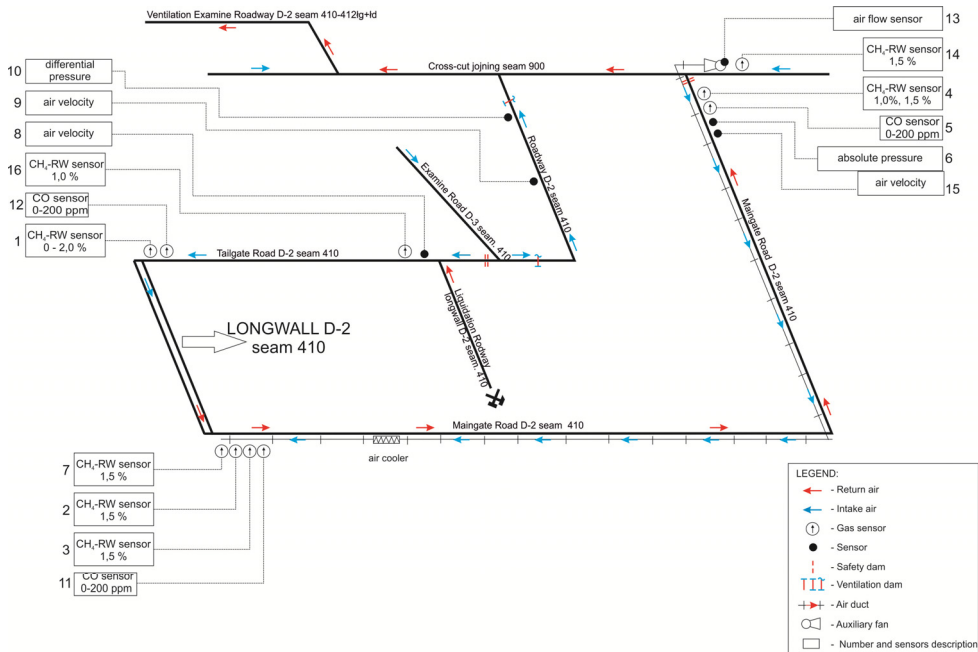 Ventilation Examine Roadway D-2 seam 410-412łg+łd
13
air flow sensor
14
CH₄-RW sensor
1,5 %
Cross-cut jojning seam 900
10
differential
pressure
4
CH₄-RW sensor
1,0%, 1,5 %
9
air velocity
CO sensor
0-200 ppm
5
8
air velocity
absolute pressure
6
16
CH₄-RW sensor
1,0 %
air velocity
15
12
CO sensor
0-200 ppm
1
CH₄-RW sensor
0 - 2,0 %
Roadway D-2 seam 410
Examine Road D-3 seam. 410
Maingate Road D-2 seam 410
Tailgate Road D-2 seam 410
Liquidation Rodway
longwall D-2 seam. 410
LONGWALL D-2
seam 410
Maingate Road D-2 seam 410
air cooler
7
CH₄-RW sensor
1,5 %
2
CH₄-RW sensor
1,5 %
3
CH₄-RW sensor
1,5 %
11
CO sensor
0-200 ppm
LEGEND:
- Return air
- Intake air
- Gas sensor
- Sensor
- Safety dam
- Ventilation dam
- Air duct
- Auxiliary fan
- Number and sensors description